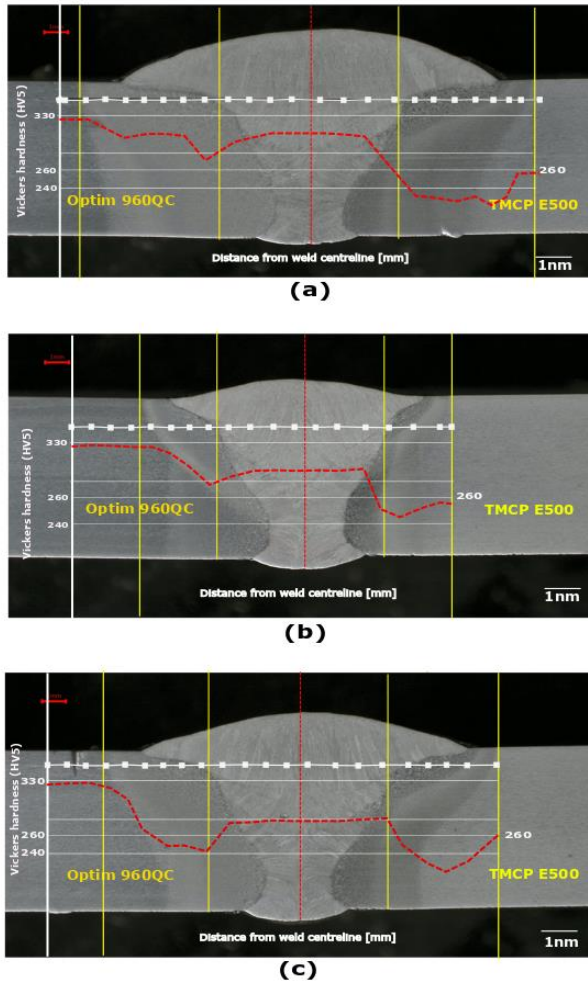 Vickers hardness (HV5)
330
260
240
260
Optim 960QC
TMCP E500
Distance from weld centreline [mm]
1nm
(a)
Vickers hardness (HV5)
330
260
240
260
Optim 960QC
TMCP E500
Distance from weld centreline [mm]
1nm
(b)
Vickers hardness (HV5)
330
260
240
260
Optim 960QC
TMCP E500
Distance from weld centreline [mm]
1nm
(c)